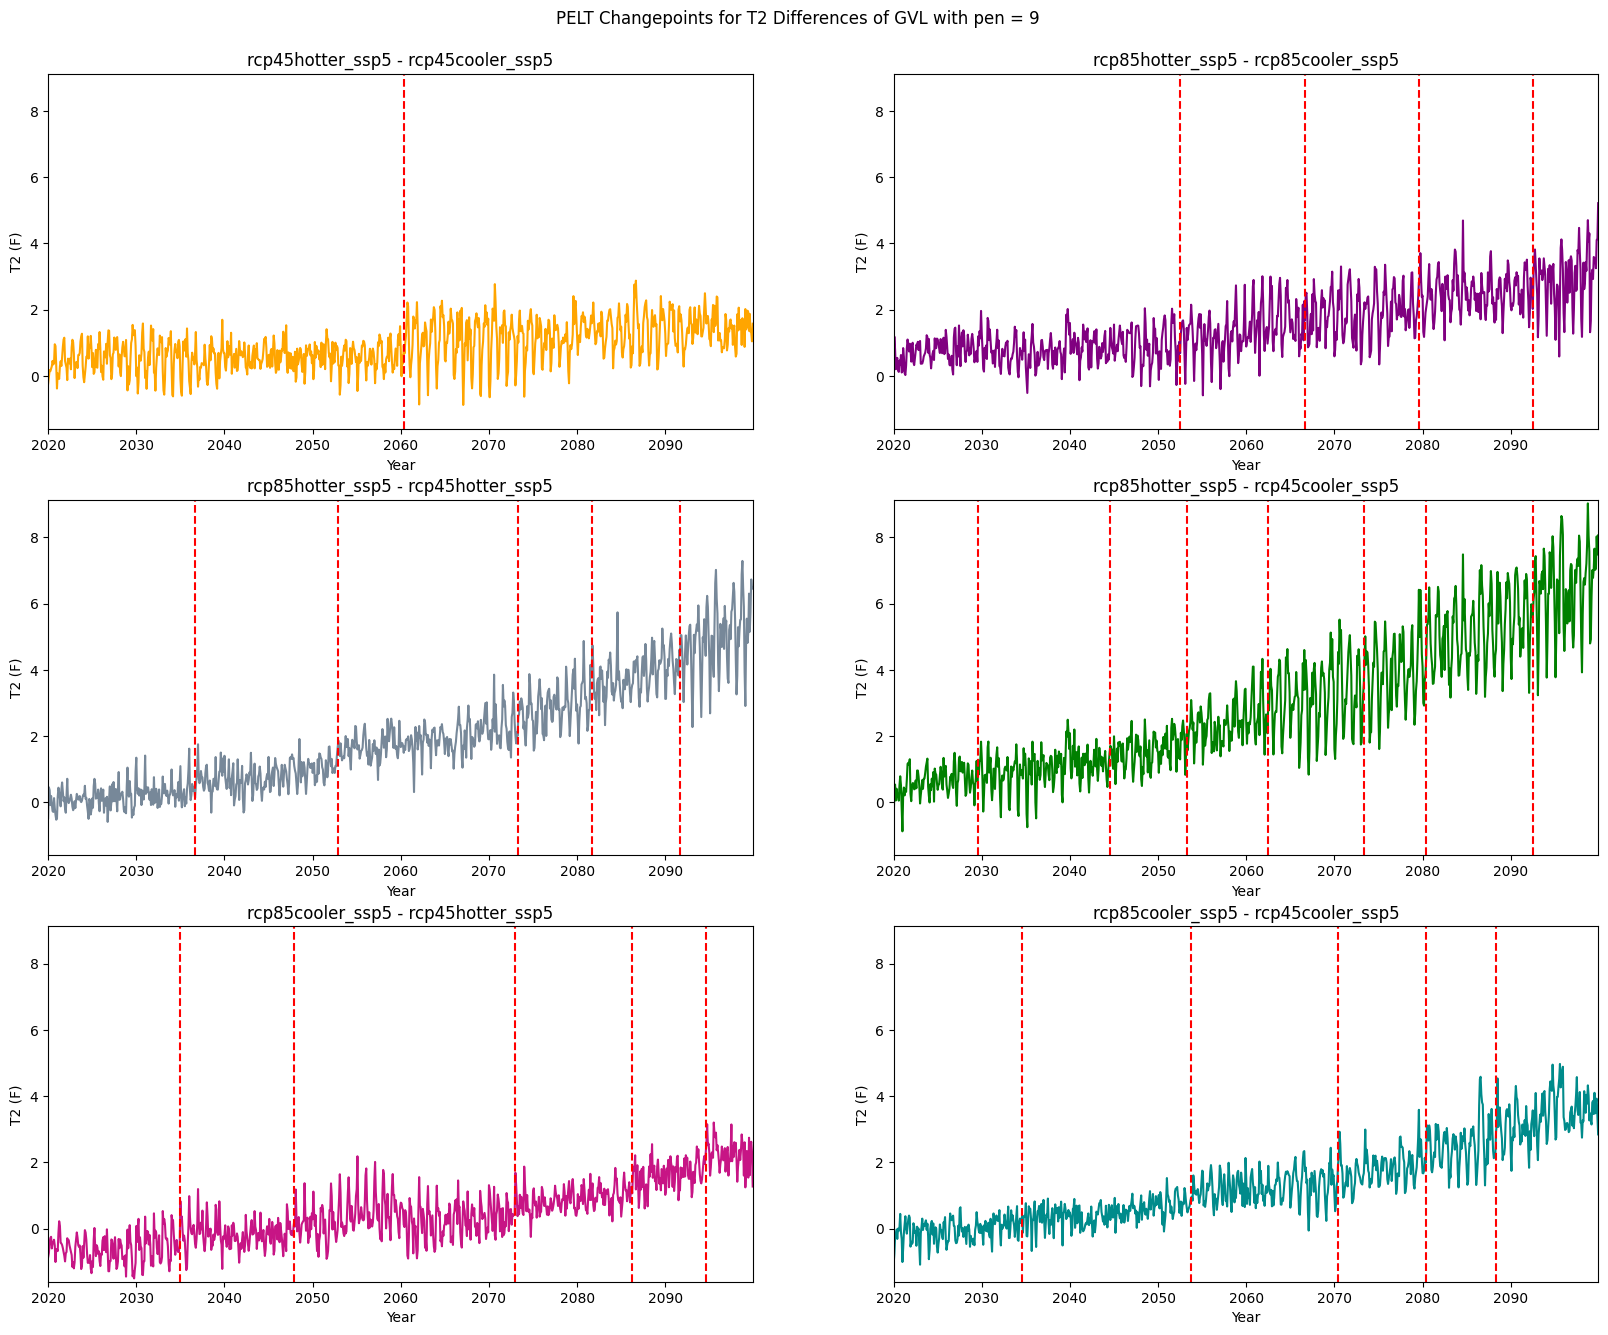 PELT Changepoints for T2 Differences of GVL with pen = 9
rcp45hotter_ssp5 - rcp45cooler_ssp5
8
6
4
2
0
T2 (F)
2020 2030 2040 2050 2060 2070 2080 2090
Year
rcp85hotter_ssp5 - rcp85cooler_ssp5
8
6
4
2
0
T2 (F)
2020 2030 2040 2050 2060 2070 2080 2090
Year
rcp85hotter_ssp5 - rcp45hotter_ssp5
8
6
4
2
0
T2 (F)
2020 2030 2040 2050 2060 2070 2080 2090
Year
rcp85hotter_ssp5 - rcp45cooler_ssp5
8
6
4
2
0
T2 (F)
2020 2030 2040 2050 2060 2070 2080 2090
Year
rcp85cooler_ssp5 - rcp45hotter_ssp5
8
6
4
2
0
T2 (F)
2020 2030 2040 2050 2060 2070 2080 2090
Year
rcp85cooler_ssp5 - rcp45cooler_ssp5
8
6
4
2
0
T2 (F)
2020 2030 2040 2050 2060 2070 2080 2090
Year